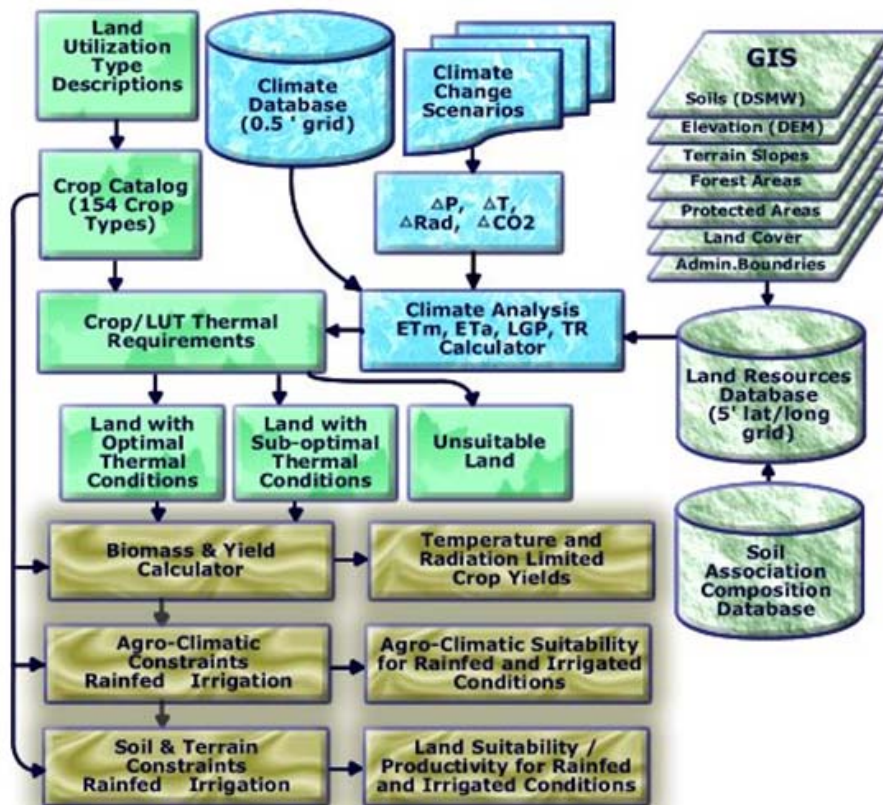 Land
Utilization
Type
Descriptions
Climate
Database
(0.5 ' grid)
Climate
Change
Scenarios
GIS
Soils (DSMW)
Elevation (DEM)
Terrain Slopes
Forest Areas
Protected Areas
Land Cover
Admin.Boundries
Crop Catalog
(154 Crop
Types)
△P, △T,
△Rad, △CO2
Crop/LUT Thermal
Requirements
Climate Analysis
ETm, ETa, LGP, TR
Calculator
Land Resources
Database
(5' lat/long
grid)
Land with
Optimal
Thermal
Conditions
Land with
Sub-optimal
Thermal
Conditions
Unsuitable
Land
Soil
Association
Composition
Database
Biomass & Yield
Calculator
Temperature and
Radiation Limited
Crop Yields
Agro-Climatic
Constraints
Rainfed Irrigation
Agro-Climatic Suitability
for Rainfed and Irrigated
Conditions
Soil & Terrain
Constraints
Rainfed Irrigation
Land Suitability /
Productivity for Rainfed
and Irrigated Conditions